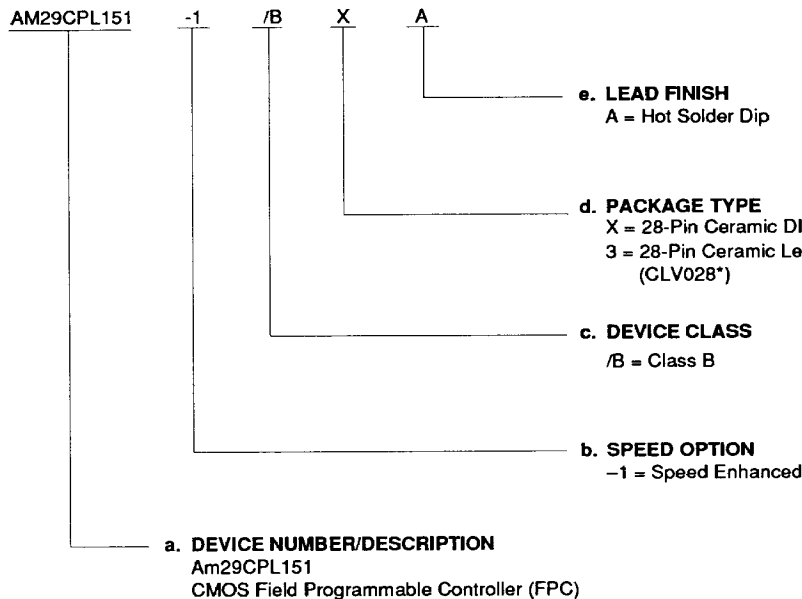 AM29CPL151 -1 /B X A
e. LEAD FINISH
A = Hot Solder Dip
d. PACKAGE TYPE
X = 28-Pin Ceramic DI
3 = 28-Pin Ceramic Le
(CLV028*)
c. DEVICE CLASS
/B = Class B
b. SPEED OPTION
–1 = Speed Enhanced
a. DEVICE NUMBER/DESCRIPTION
Am29CPL151
CMOS Field Programmable Controller (FPC)